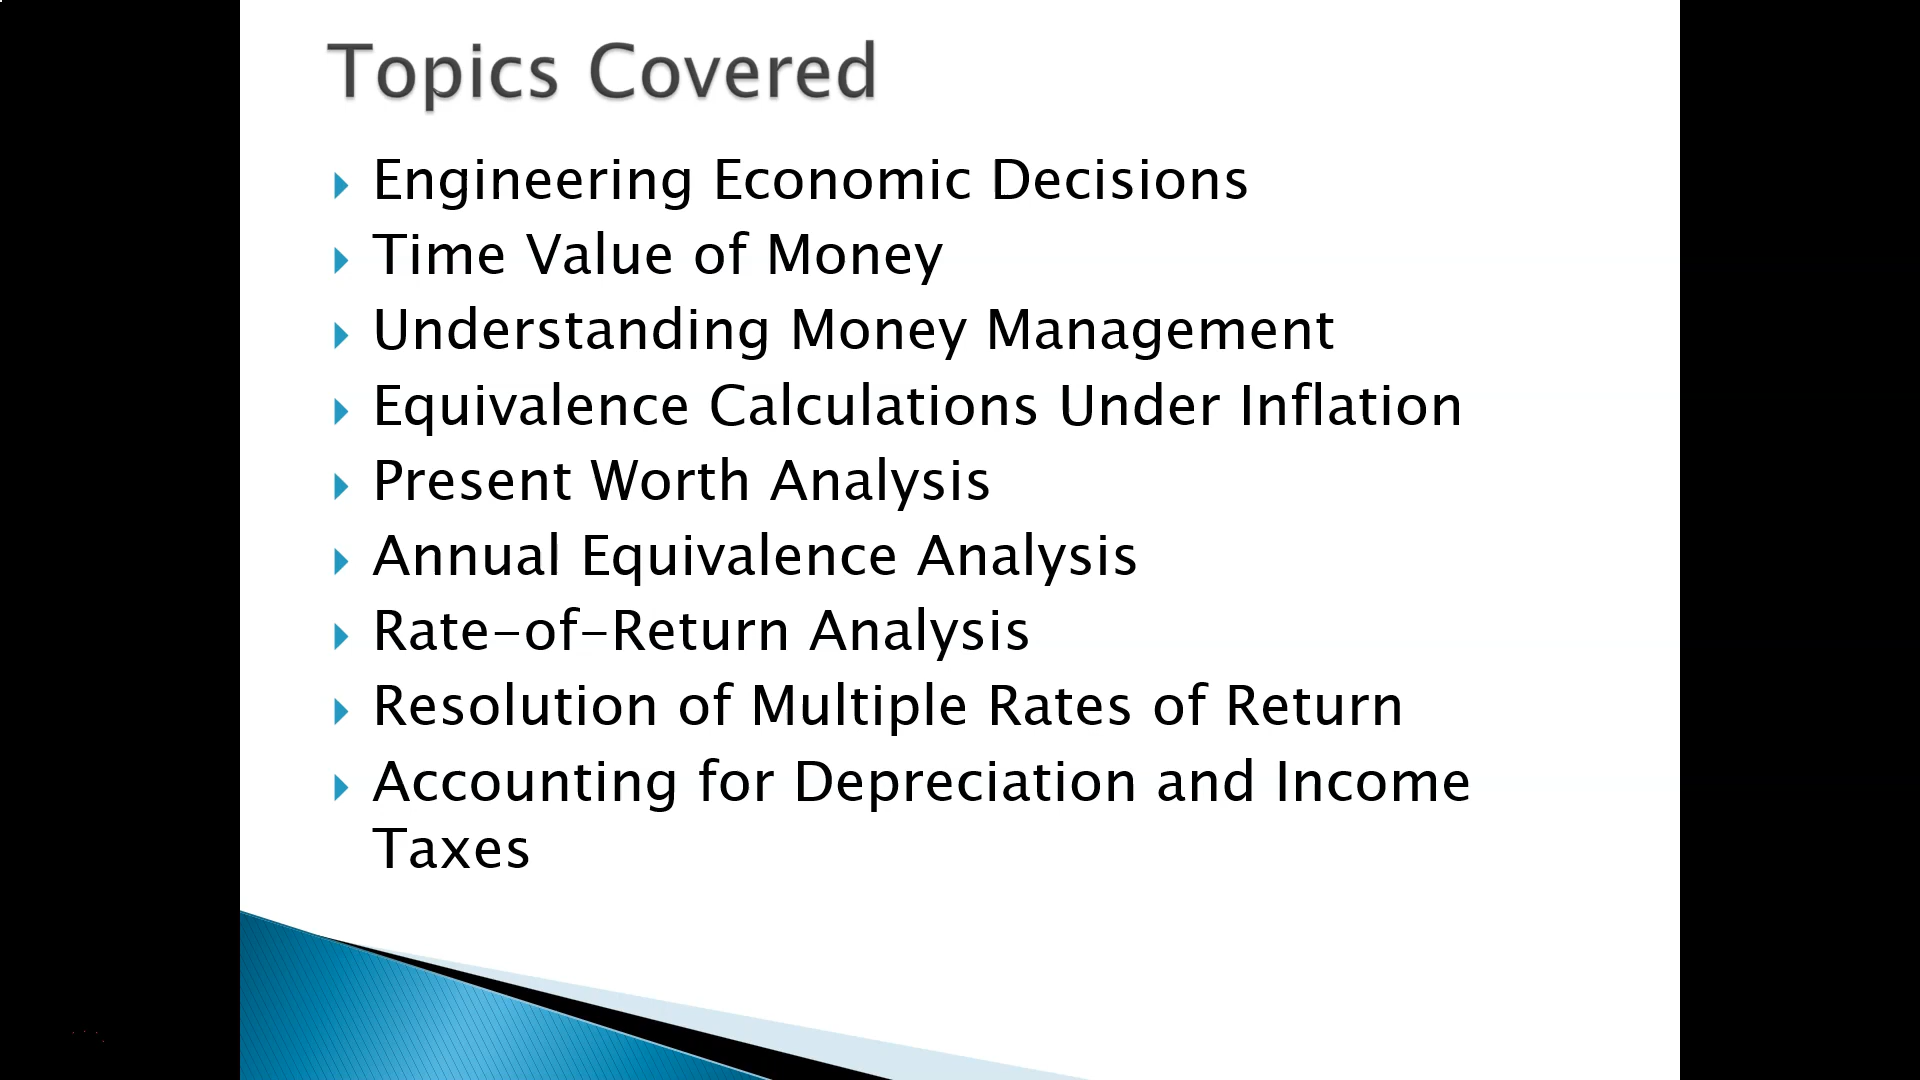 Topics Covered
Engineering Economic Decisions
Time Value of Money
Understanding Money Management
Equivalence Calculations Under Inflation
Present Worth Analysis
Annual Equivalence Analysis
Rate-of-Return Analysis
Resolution of Multiple Rates of Return
Accounting for Depreciation and Income
Taxes